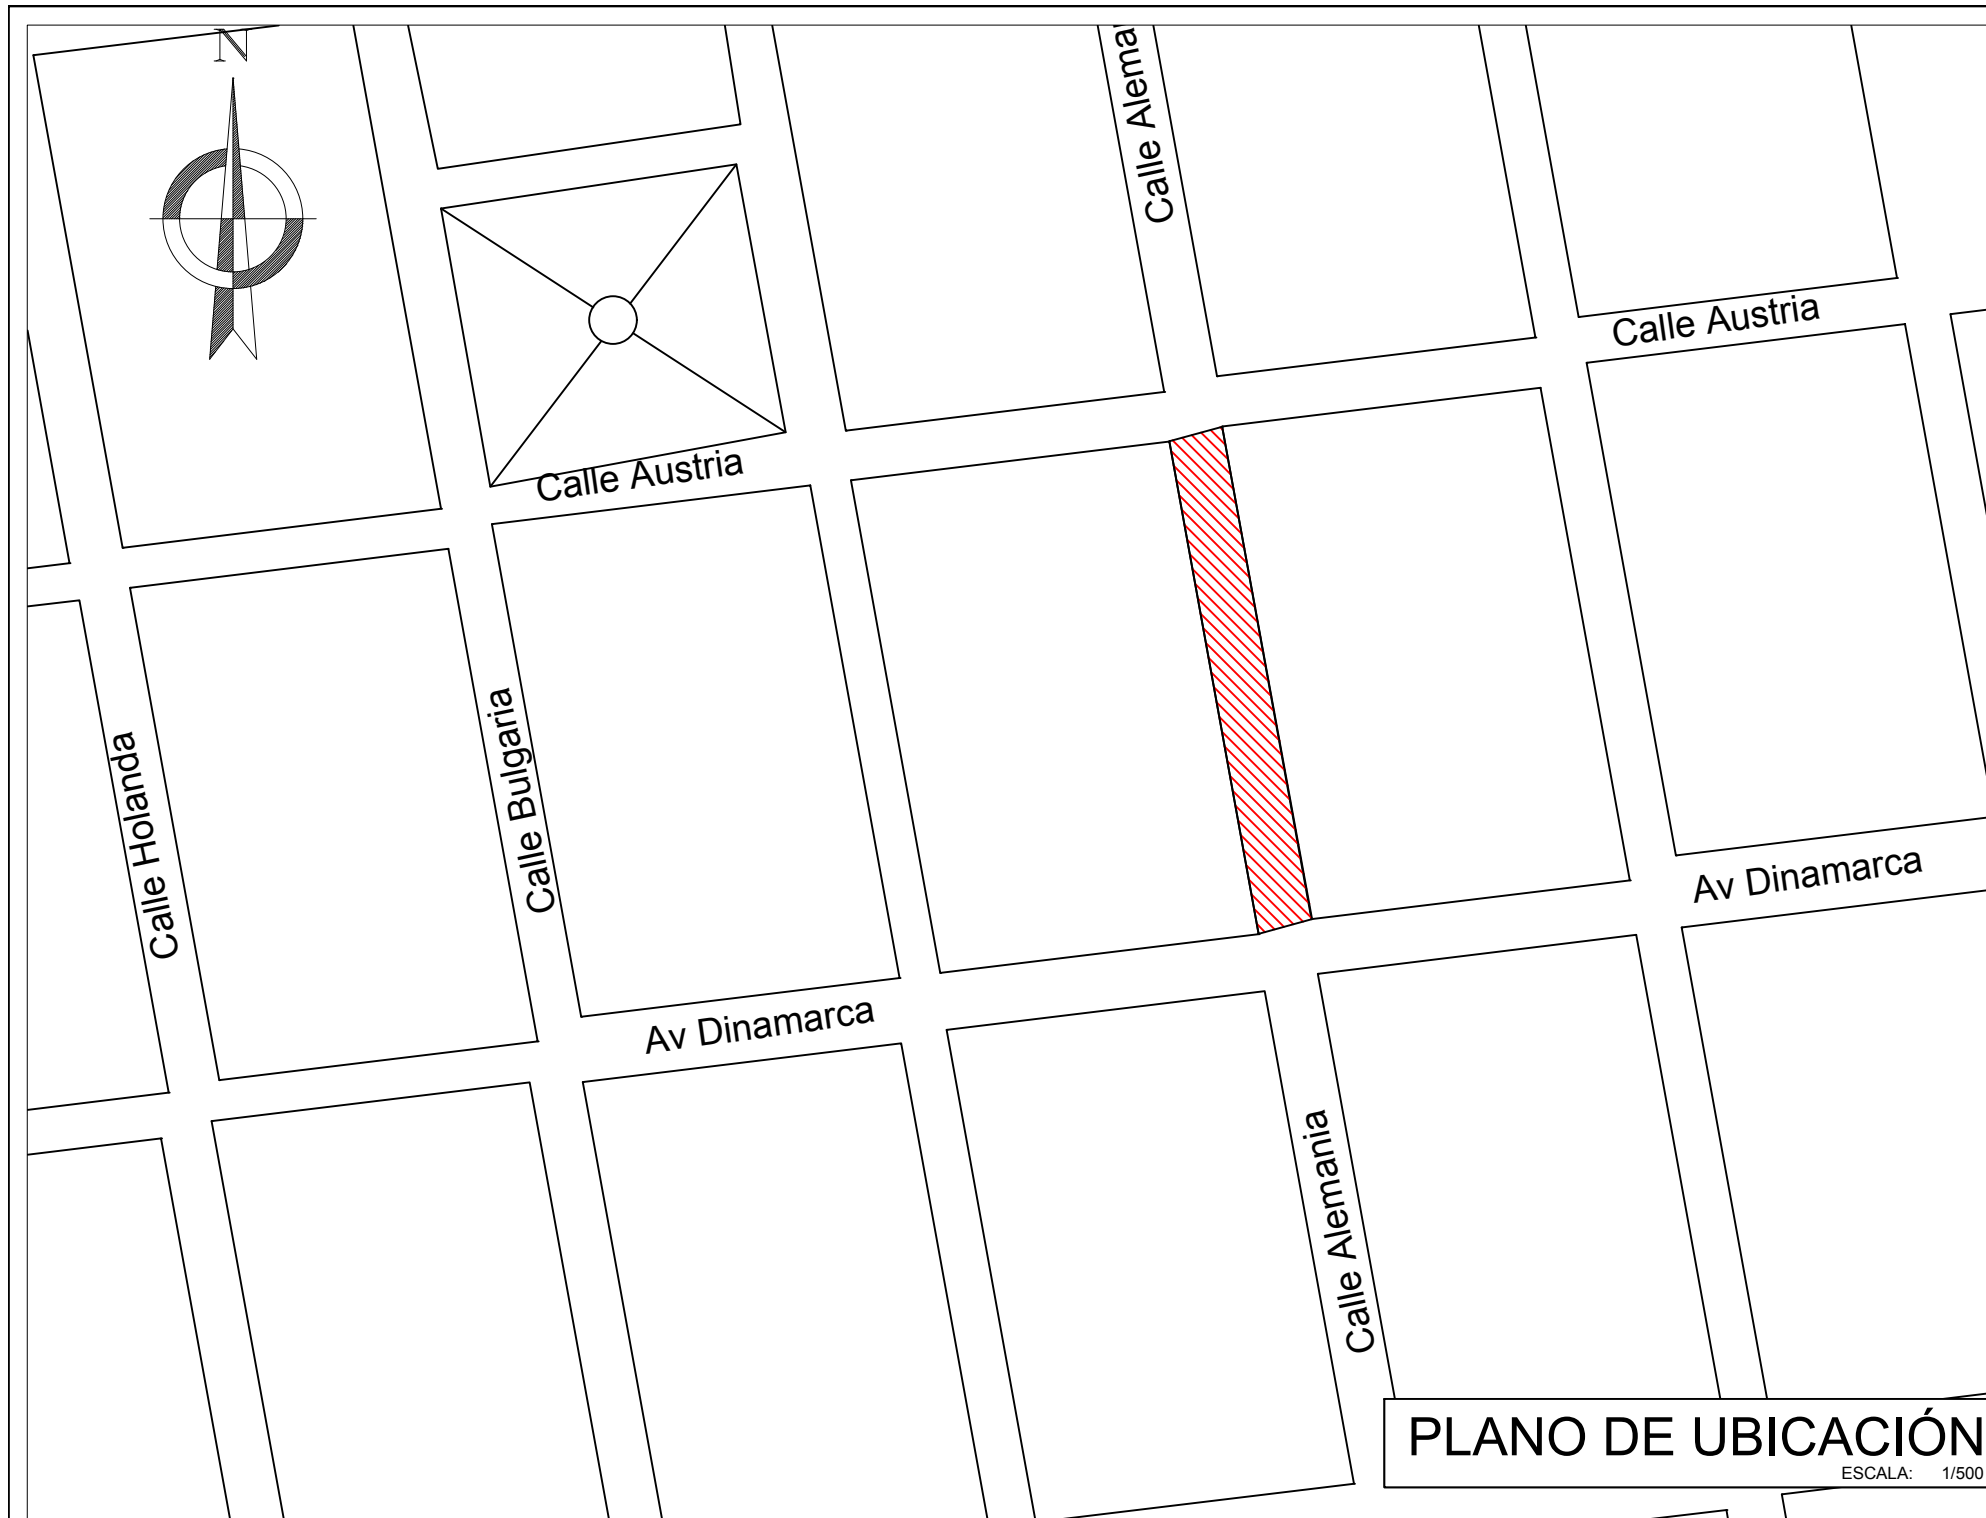 N
Calle Alema
Calle Austria
Calle Austria
Calle Holanda
Calle Bulgaria
Av Dinamarca
Av Dinamarca
Calle Alemania
PLANO DE UBICACIÓN
ESCALA: 1/500